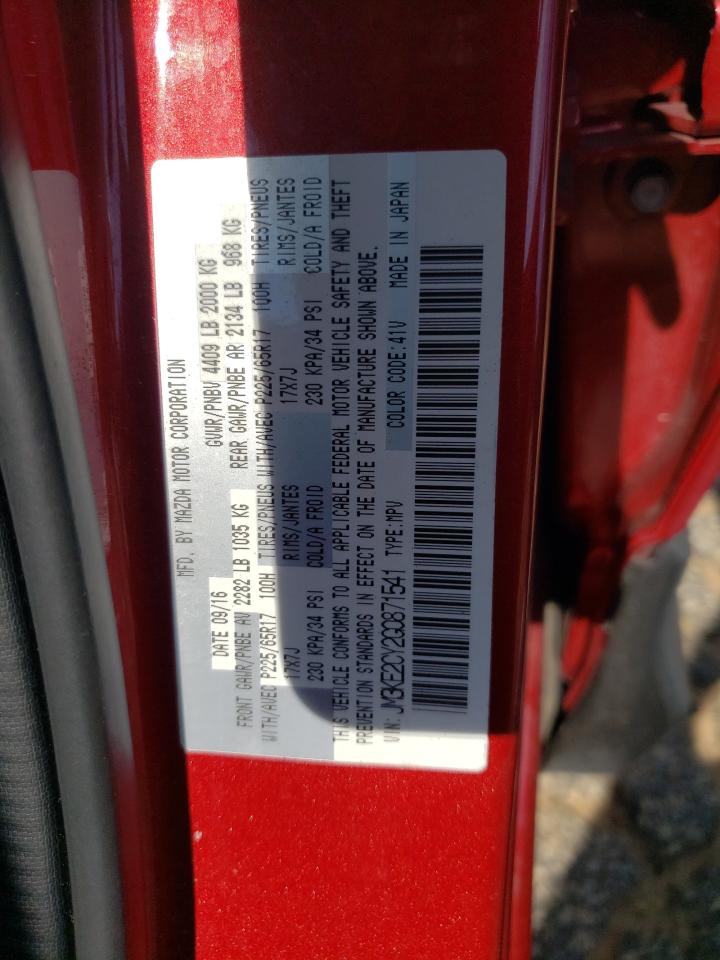 MFD. BY MAZDA MOTOR CORPORATION
DATE 09/16 GVWR/PNBV 4409 LB 2000 KG
FRONT GAWR/PNBE AV 2282 LB 1035 KG REAR GAWR/PNBE AR 2134 LB 968 KG
WITH/AVEC P225/65R17 100H TIRES/PNEUS WITH/AVEC P225/65R17 100H TIRES/PNEUS
17X7J RIMS/JANTES 17X7J RIMS/JANTES
230 KPA/34 PSI COLD/A FROID 230 KPA/34 PSI COLD/A FROID
THIS VEHICLE CONFORMS TO ALL APPLICABLE FEDERAL MOTOR VEHICLE SAFETY AND THEFT
PREVENTION STANDARDS IN EFFECT ON THE DATE OF MANUFACTURE SHOWN ABOVE.
VIN: JM3KE2CY2G0871541 TYPE:MPV COLOR CODE:41V MADE IN JAPAN